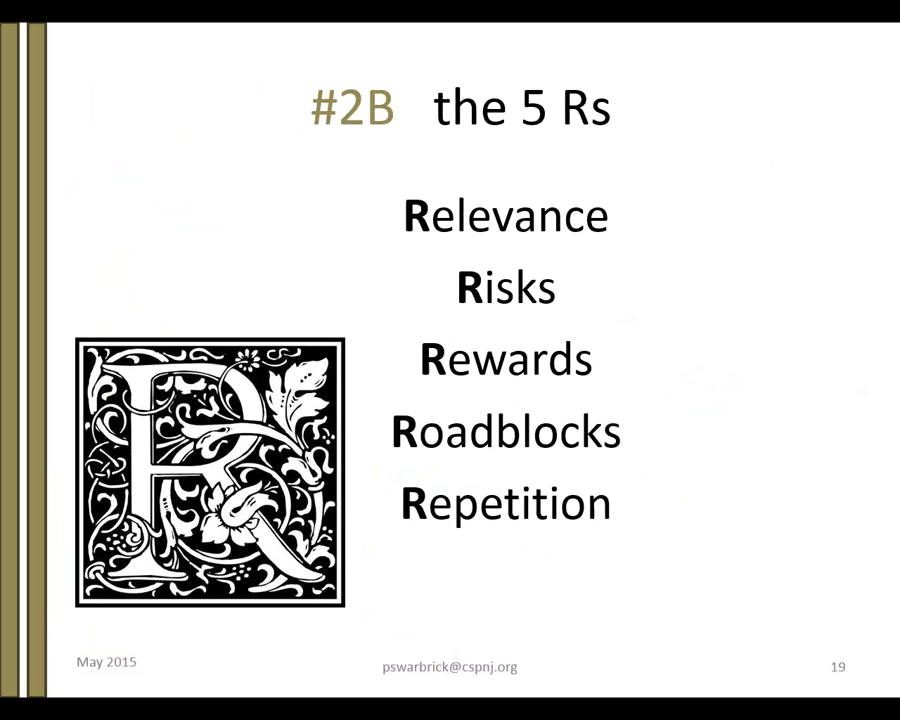 #2B the 5 Rs
Relevance
Risks
Rewards
Roadblocks
Repetition
R
May 2015
pswarbrick@cspnj.org
19